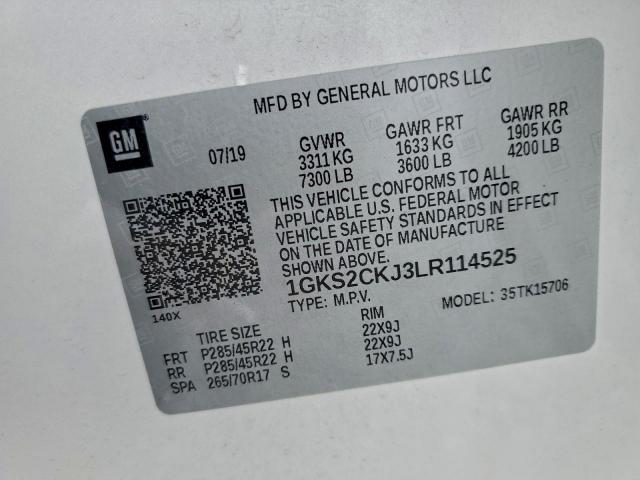 MFD BY GENERAL MOTORS LLC
GM
07/19 GVWR GAWR FRT GAWR RR
3311 KG 1633 KG 1905 KG
7300 LB 3600 LB 4200 LB
THIS VEHICLE CONFORMS TO ALL
APPLICABLE U.S. FEDERAL MOTOR
VEHICLE SAFETY STANDARDS IN EFFECT
ON THE DATE OF MANUFACTURE
SHOWN ABOVE.
1GKS2CKJ3LR114525
140X
TYPE: M.P.V. MODEL: 35TK15706
TIRE SIZE RIM
FRT P285/45R22 H 22X9J
RR P285/45R22 H 22X9J
SPA 265/70R17 S 17X7.5J